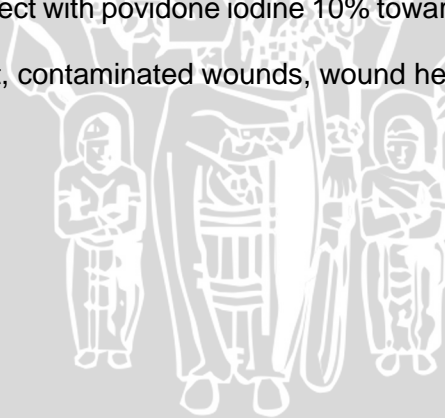 ect with povidone iodine 10% towar
, contaminated wounds, wound he